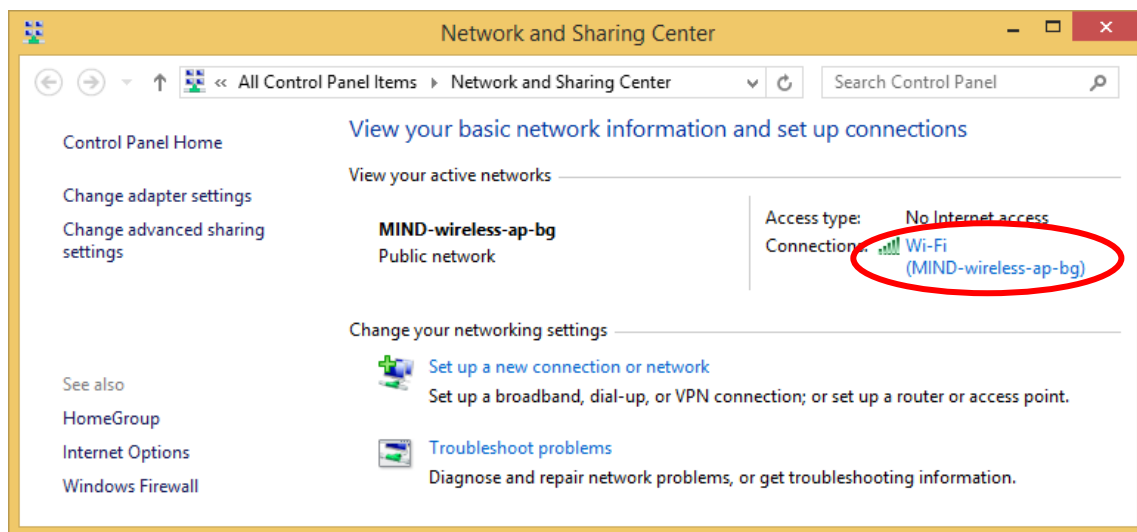 Network and Sharing Center
« All Control Panel Items Network and Sharing Center
Search Control Panel
Control Panel Home
Change adapter settings
Change advanced sharing
settings
See also
HomeGroup
Internet Options
Windows Firewall
View your basic network information and set up connections
View your active networks
MIND-wireless-ap-bg
Public network
Access type: No Internet access
Connections: Wi-Fi
(MIND-wireless-ap-bg)
Change your networking settings
Set up a new connection or network
Set up a broadband, dial-up, or VPN connection; or set up a router or access point.
Troubleshoot problems
Diagnose and repair network problems, or get troubleshooting information.